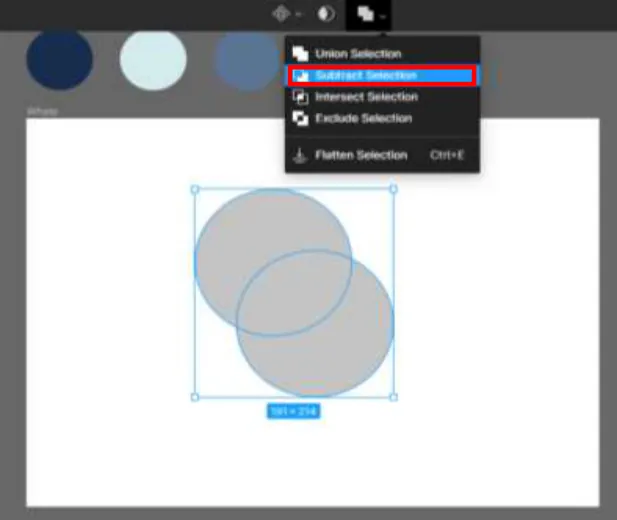 Union Selection
Subtract Selection
Intersect Selection
Exclude Selection
Flatten Selection Ctrl+E